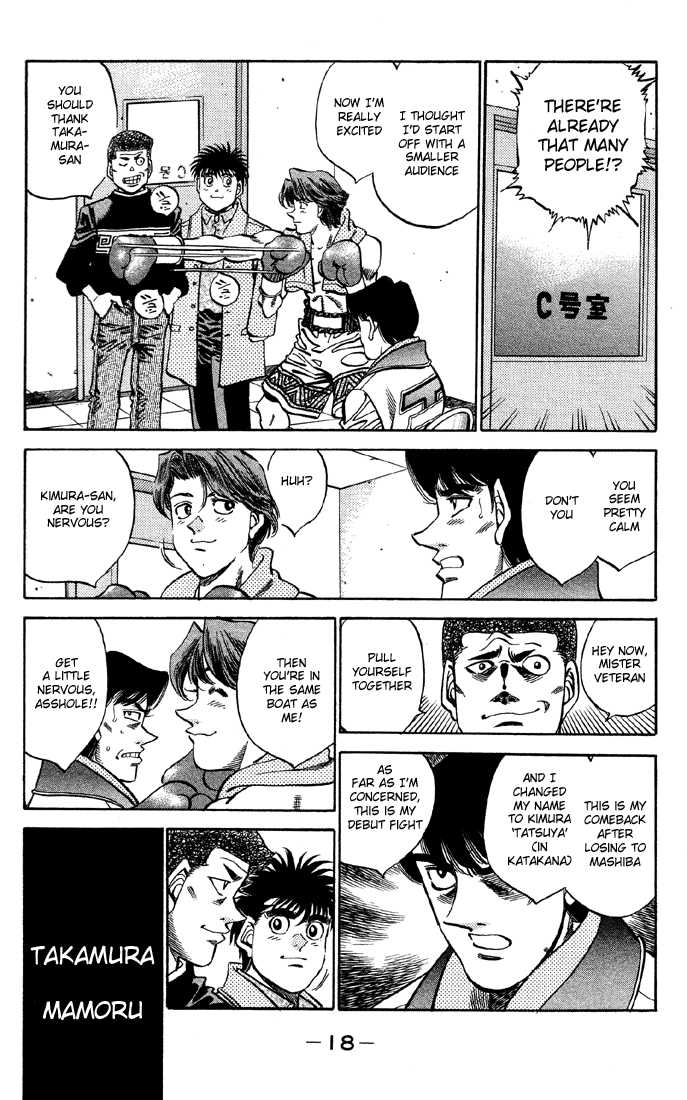 THERE'RE
ALREADY
THAT MANY
PEOPLE!?
C号室
I THOUGHT
I'D START
OFF WITH A
SMALLER
AUDIENCE
NOW I'M
REALLY
EXCITED
YOU
SHOULD
THANK
TAKA-
MURA-
SAN
YOU
SEEM
PRETTY
CALM
DON'T
YOU
HUH?
KIMURA-SAN,
ARE YOU
NERVOUS?
HEY NOW,
MISTER
VETERAN
PULL
YOURSELF
TOGETHER
THEN
YOU'RE IN
THE SAME
BOAT AS
ME!
GET
A LITTLE
NERVOUS,
ASSHOLE!!
THIS IS MY
COMEBACK
AFTER
LOSING TO
MASHIBA
AND I
CHANGED
MY NAME
TO KIMURA
'TATSUYA'
(IN
KATAKANA)
AS
FAR AS I'M
CONCERNED,
THIS IS MY
DEBUT FIGHT
TAKAMURA
MAMORU
-18-